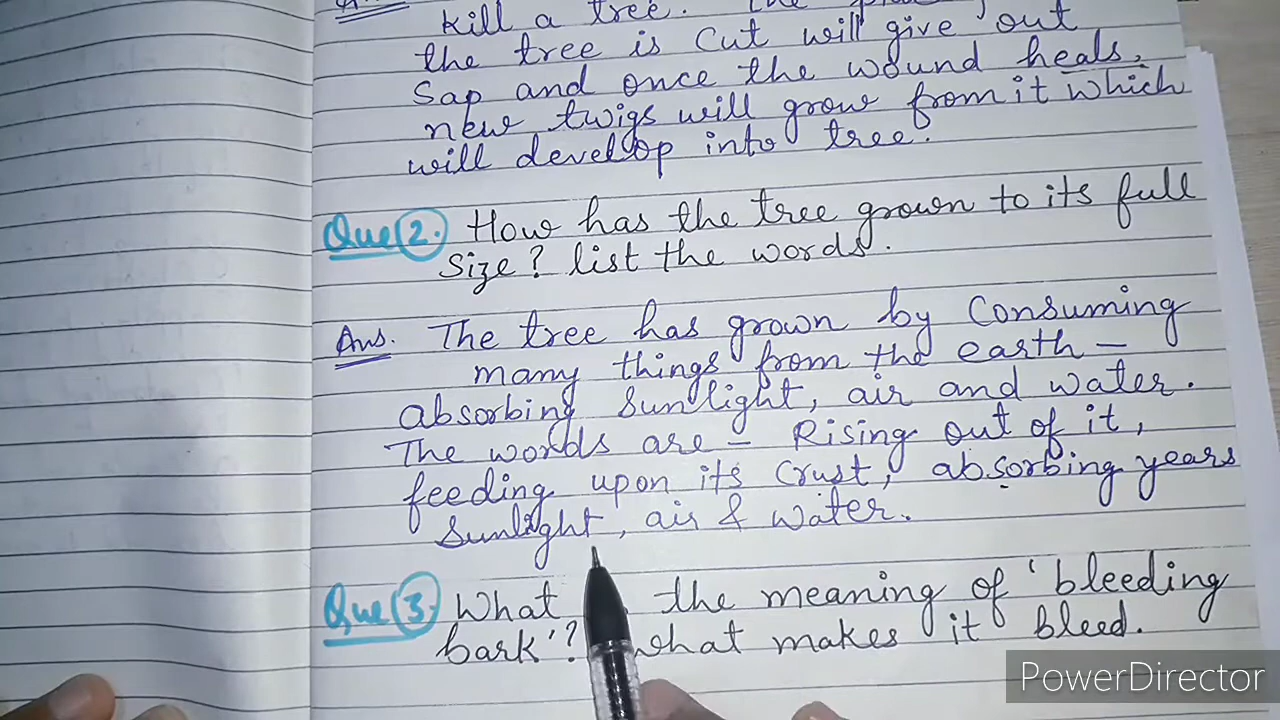 Kill a tree. The
the tree is cut will give out
Sap and once the wound heals,
new twigs will grow from it which
will develop into tree.
Que 2. How has the tree grown to its full
size? list the words.
Ans. The tree has grown by Consuming
many things from the earth –
absorbing sunlight, air and water.
The words are – Rising out of it,
feeding upon its crust, absorbing years
sunlight, air & water.
Que 3. What the meaning of 'bleeding
bark'? what makes it bleed.
PowerDirector